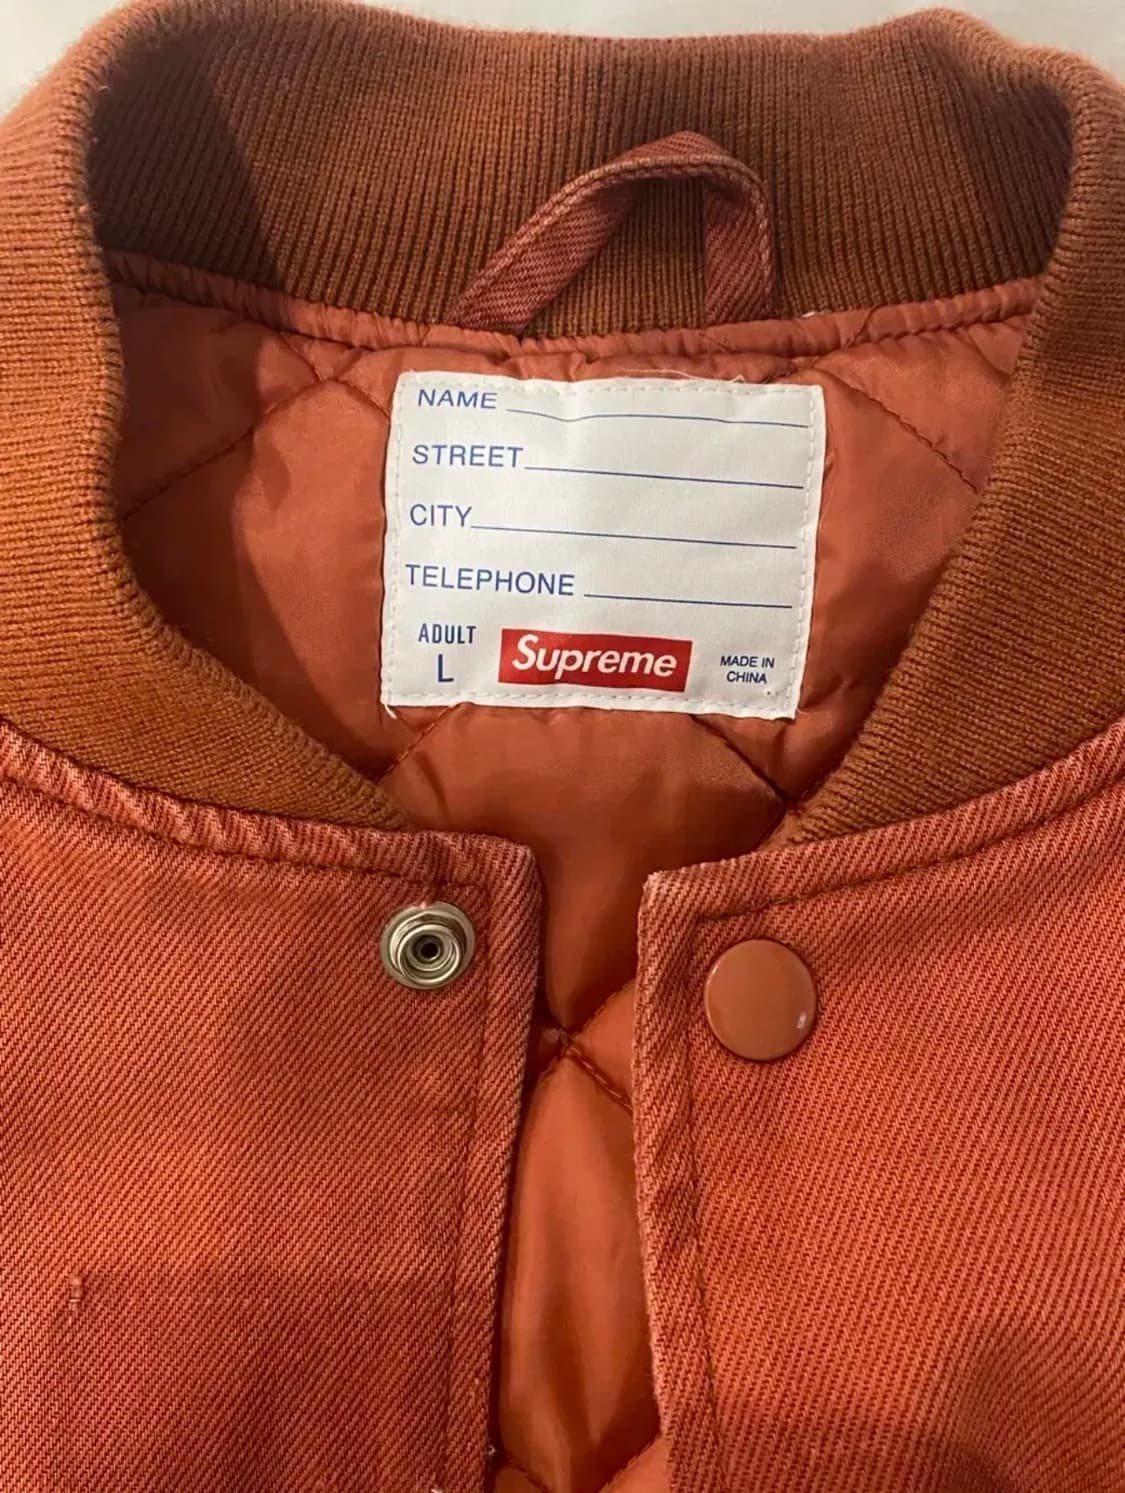 NAME
STREET
CITY
TELEPHONE
ADULT
L
Supreme
MADE IN
CHINA